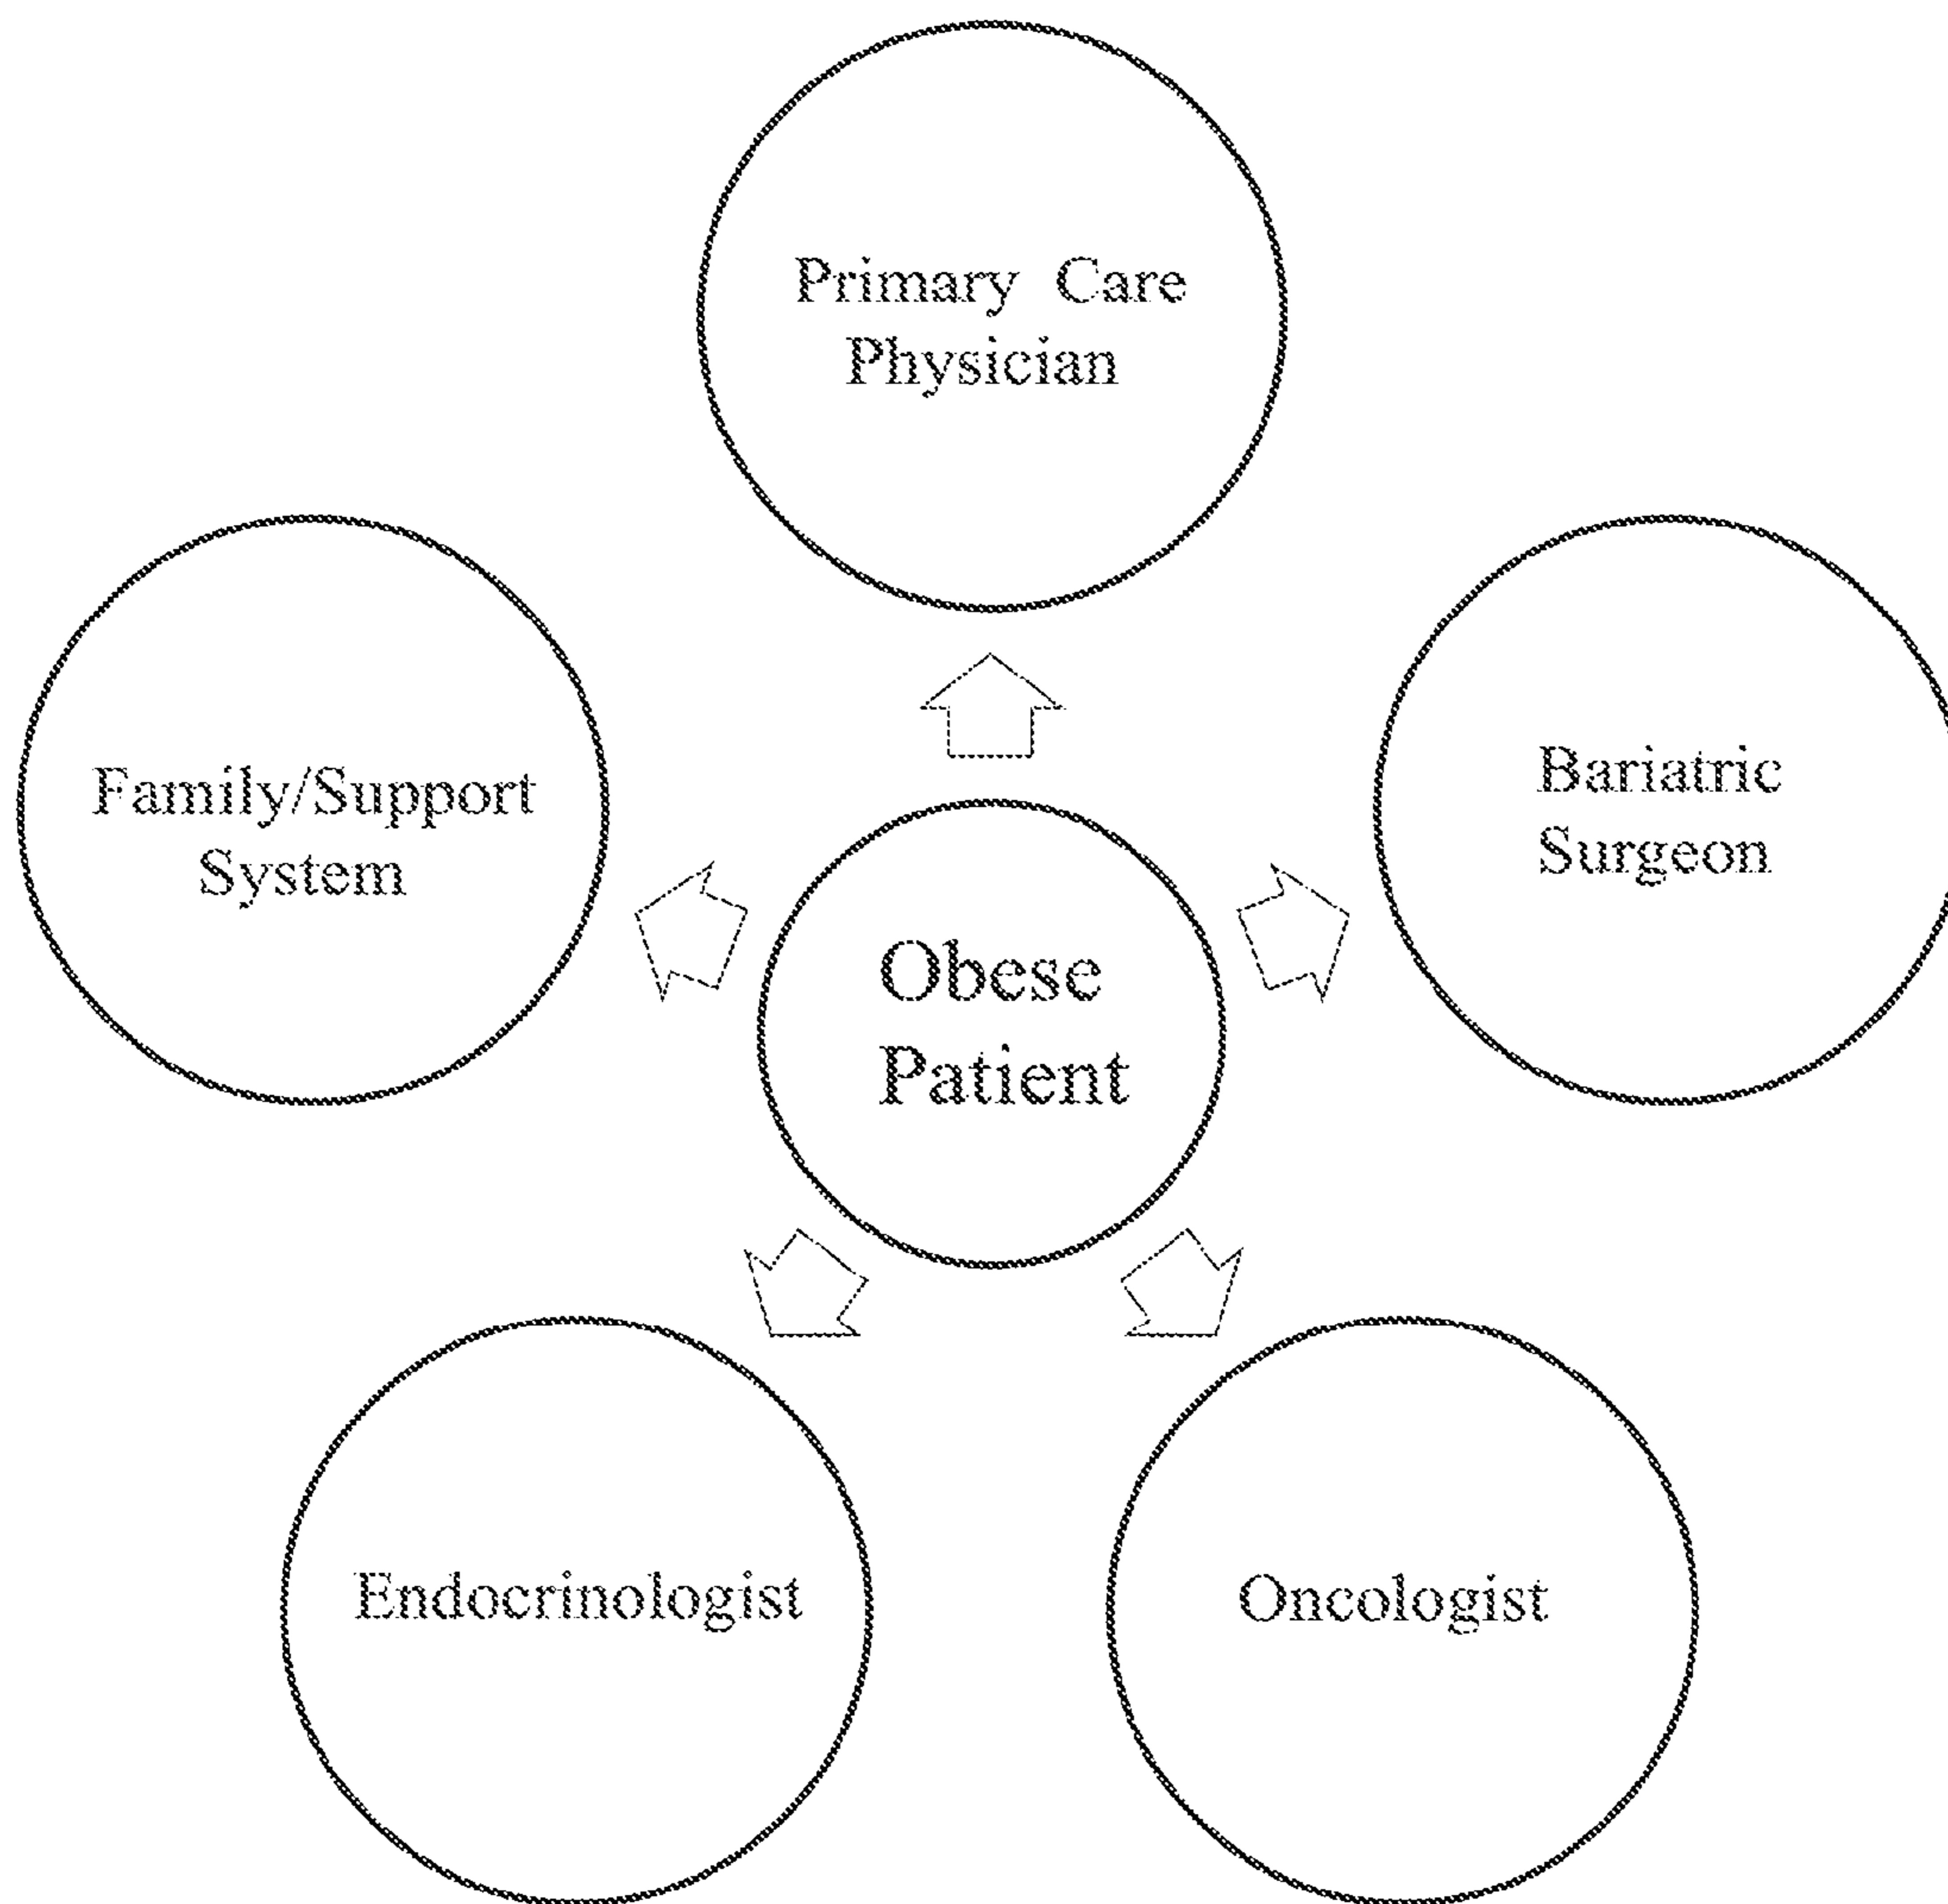 Primary Care
Physician
Family/Support
System
Bariatric
Surgeon
Obese
Patient
Endocrinologist
Oncologist